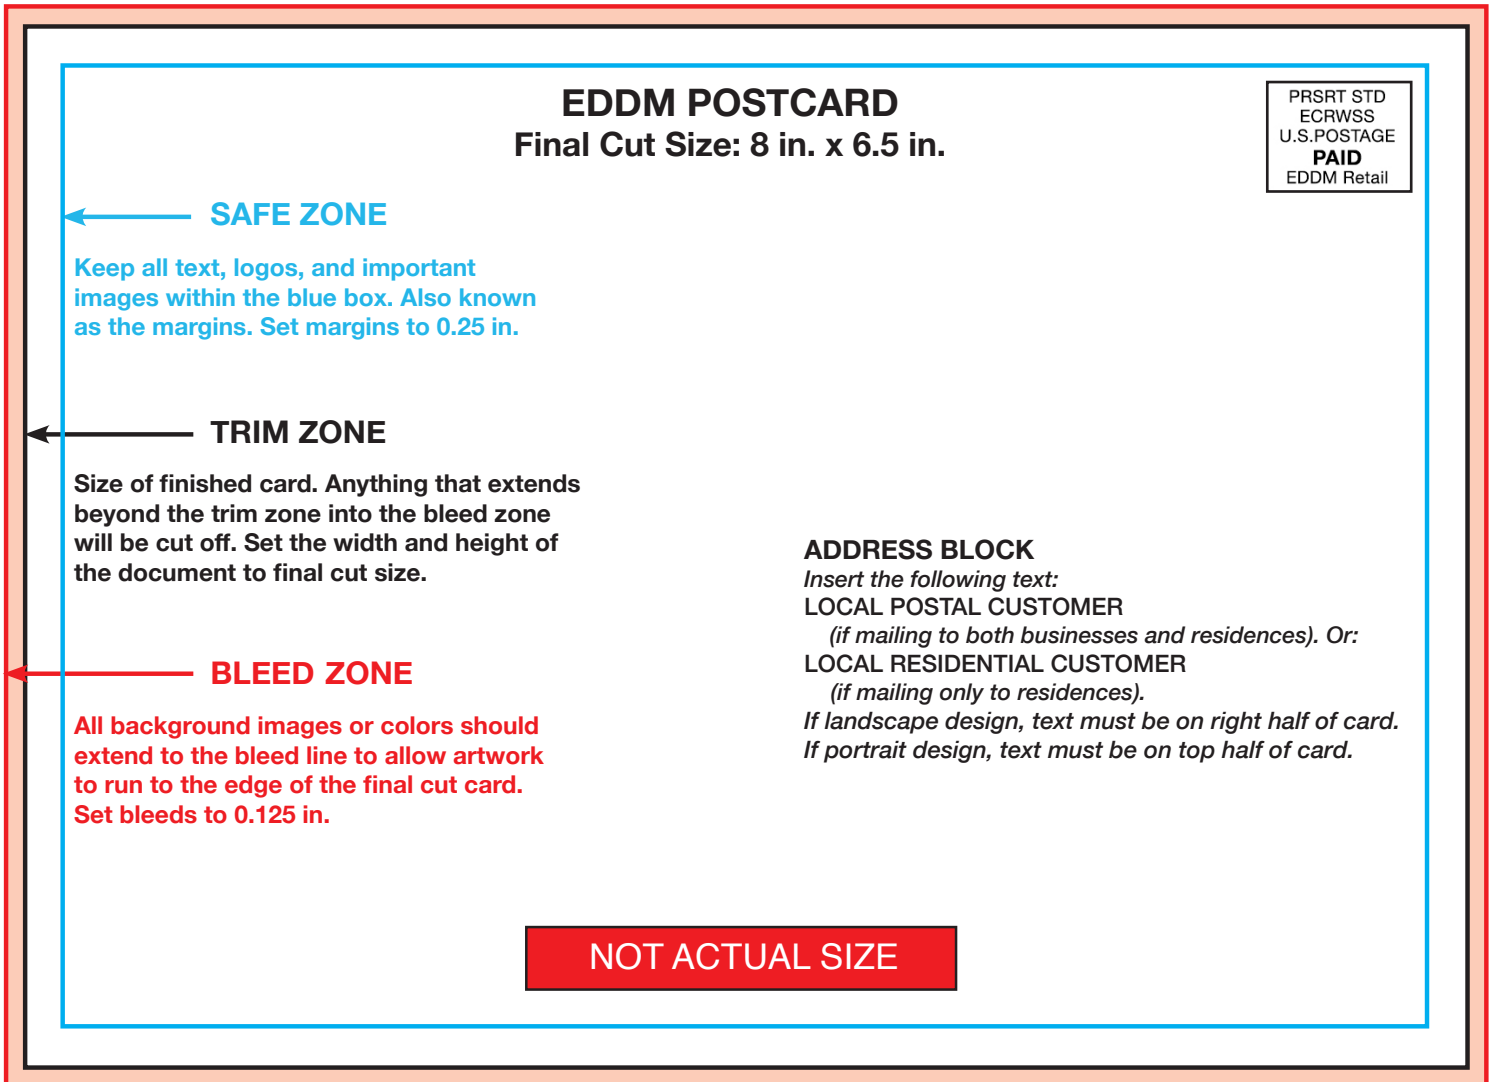 EDDM POSTCARD
Final Cut Size: 8 in. x 6.5 in.
PRSRT STD
ECRWSS
U.S.POSTAGE
PAID
EDDM Retail
SAFE ZONE
Keep all text, logos, and important
images within the blue box. Also known
as the margins. Set margins to 0.25 in.
TRIM ZONE
Size of finished card. Anything that extends
beyond the trim zone into the bleed zone
will be cut off. Set the width and height of
the document to final cut size.
BLEED ZONE
All background images or colors should
extend to the bleed line to allow artwork
to run to the edge of the final cut card.
Set bleeds to 0.125 in.
ADDRESS BLOCK
Insert the following text:
LOCAL POSTAL CUSTOMER
(if mailing to both businesses and residences). Or:
LOCAL RESIDENTIAL CUSTOMER
(if mailing only to residences).
If landscape design, text must be on right half of card.
If portrait design, text must be on top half of card.
NOT ACTUAL SIZE